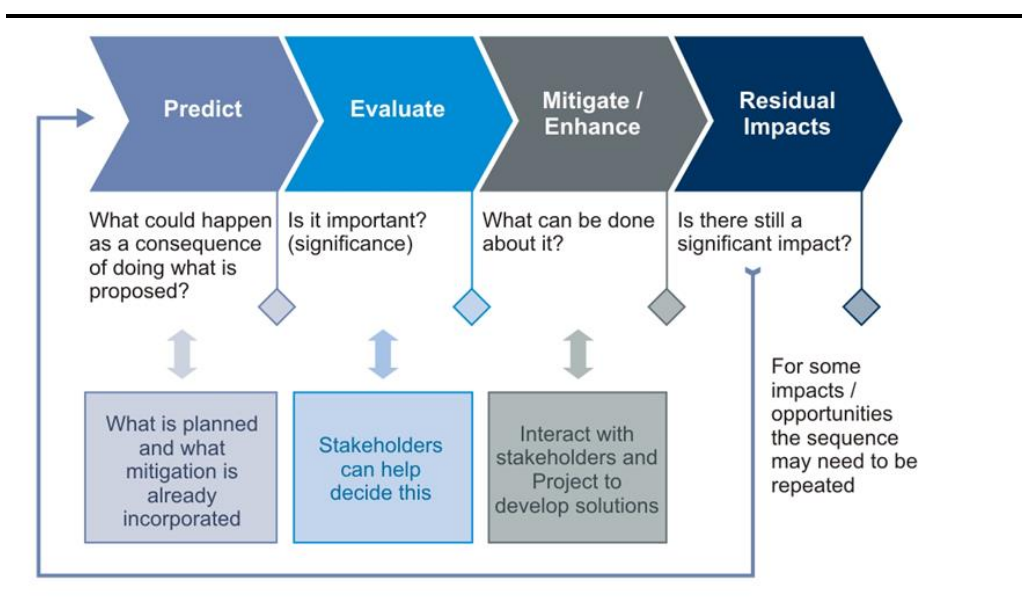 Predict
Evaluate
Mitigate /
Enhance
Residual
Impacts
What could happen
as a consequence
of doing what is
proposed?
Is it important?
(significance)
What can be done
about it?
Is there still a
significant impact?
What is planned
and what
mitigation is
already
incorporated
Stakeholders
can help
decide this
Interact with
stakeholders and
Project to
develop solutions
For some
impacts /
opportunities
the sequence
may need to be
repeated